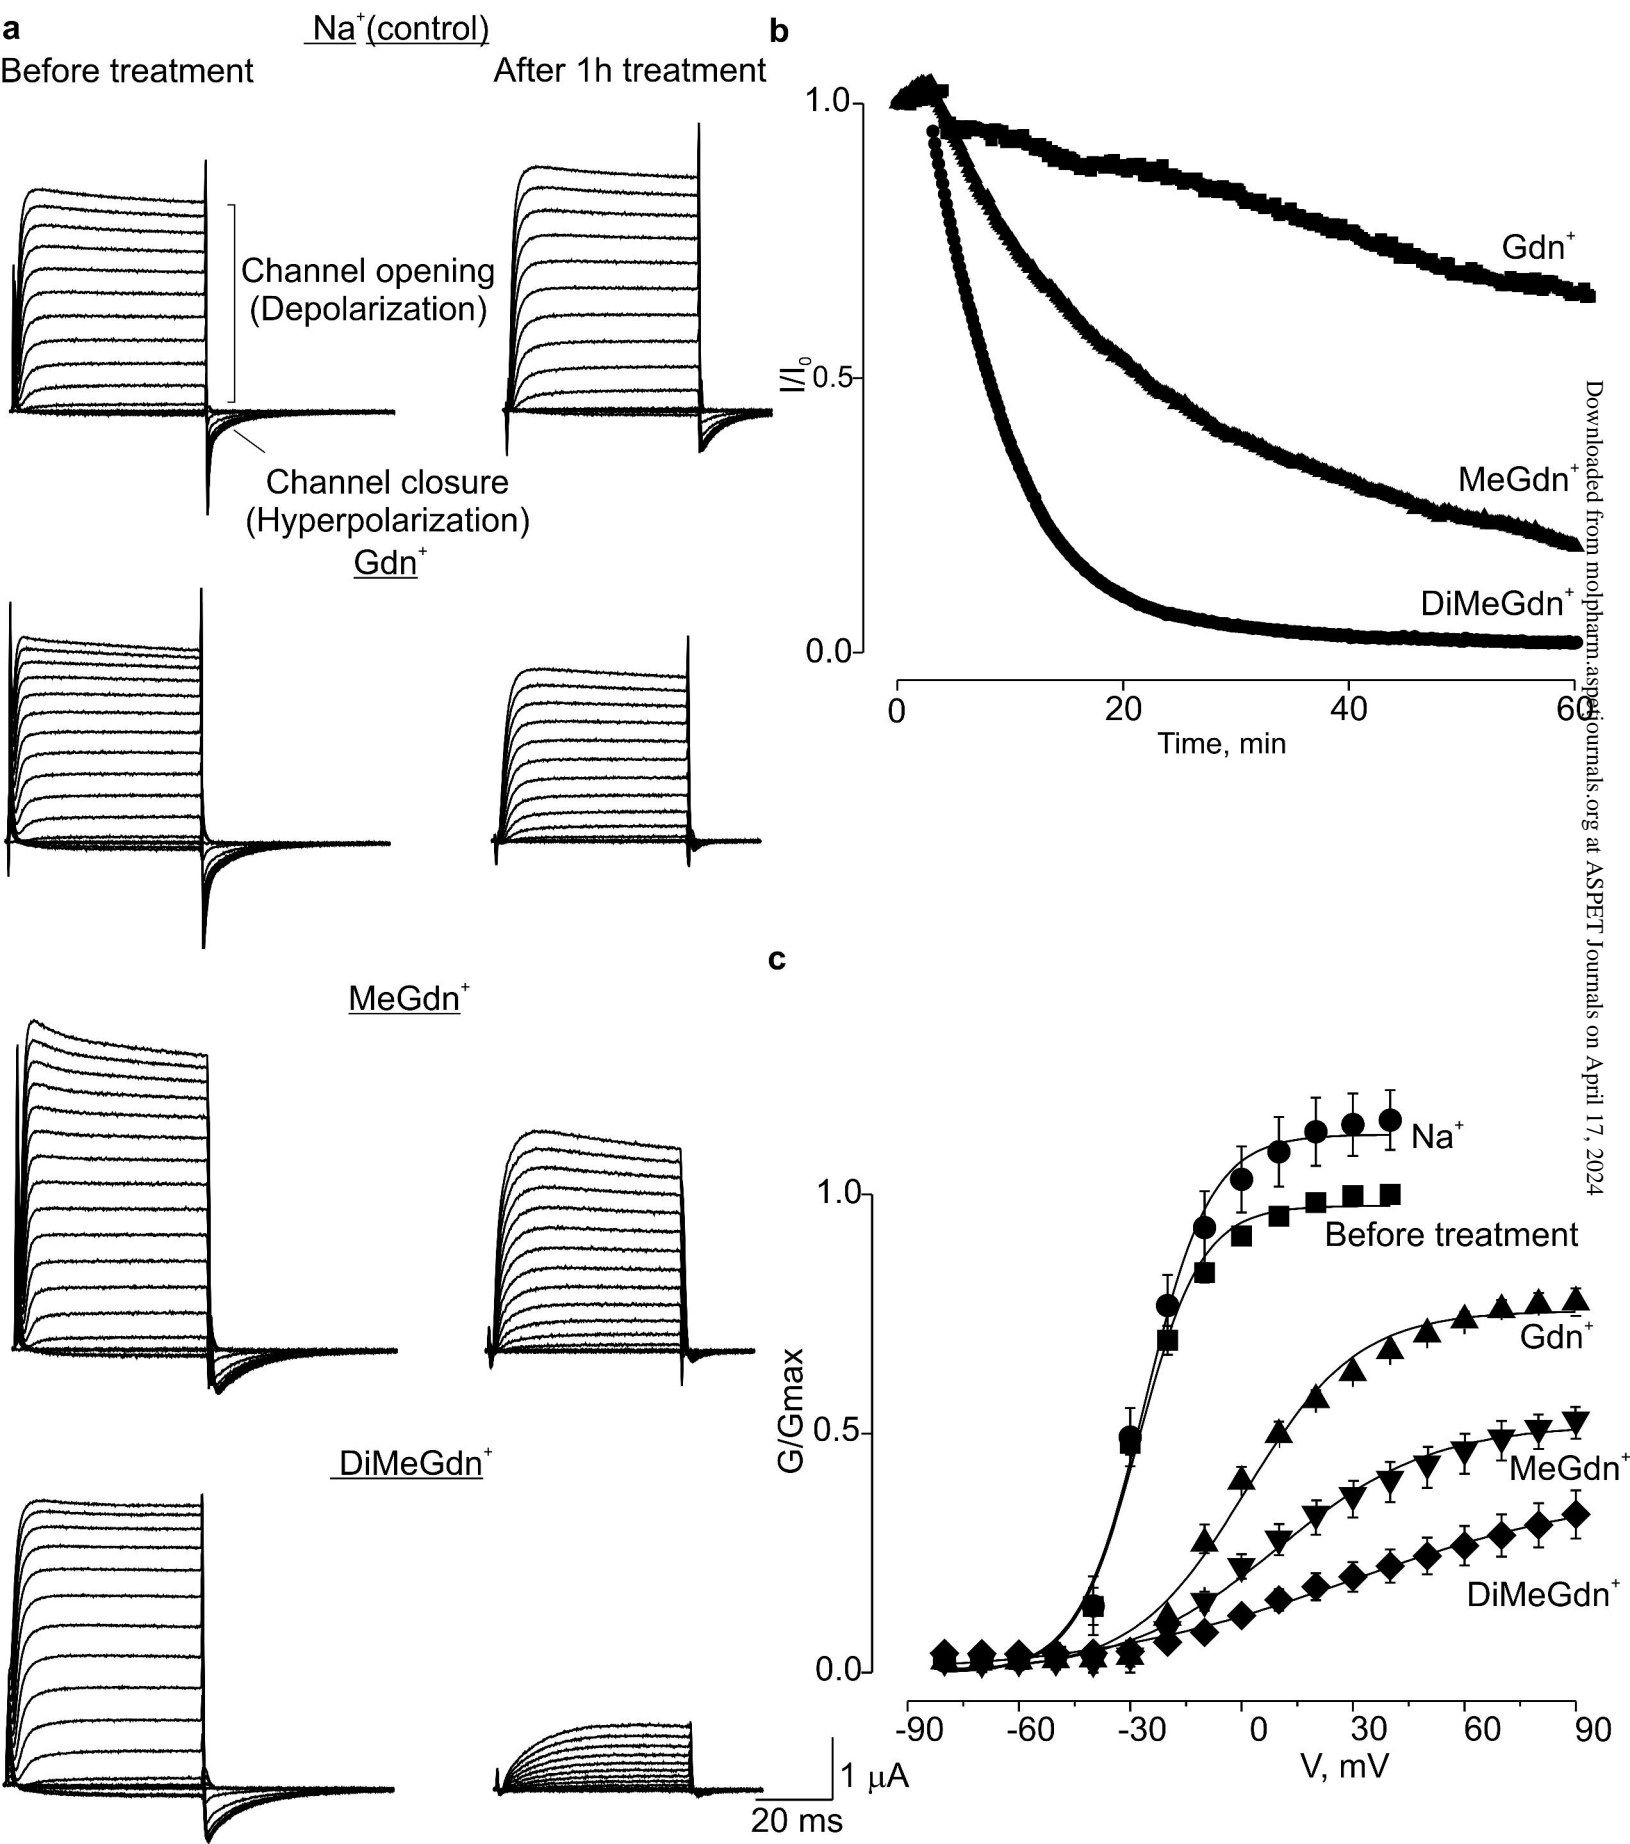 a
Na⁺(control)
Before treatment
After 1h treatment
Channel opening
(Depolarization)
Channel closure
(Hyperpolarization)
Gdn⁺
MeGdn⁺
DiMeGdn⁺
1 µA
20 ms
b
1.0
0.5
0.0
I/I₀
Gdn⁺
MeGdn⁺
DiMeGdn⁺
0 20 40 60
Time, min
c
1.0
0.5
0.0
G/Gmax
Na⁺
Before treatment
Gdn⁺
MeGdn⁺
DiMeGdn⁺
-90 -60 -30 0 30 60 90
V, mV
Downloaded from molpharm.aspetjournals.org at ASPET Journals on April 17, 2024